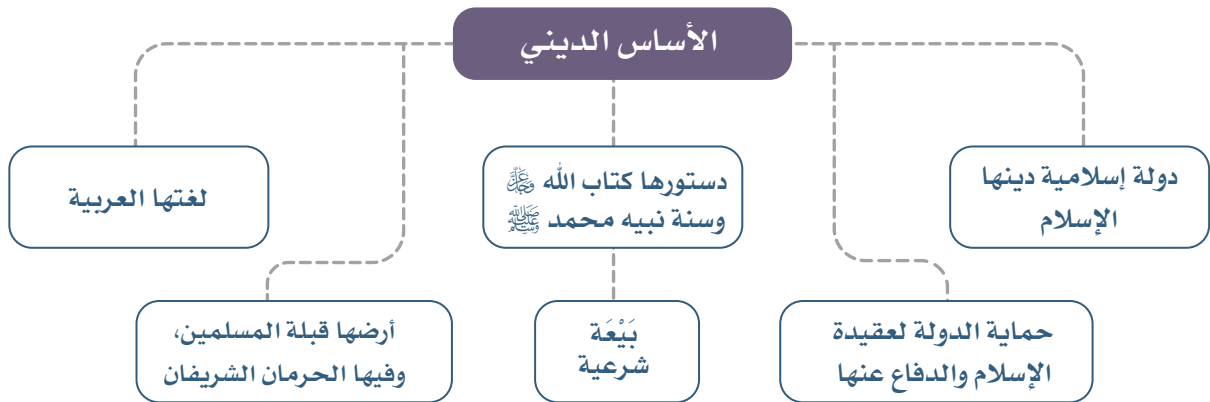 الأساس الديني
دولة إسلامية دينها
الإسلام
دستورها كتاب الله ﷻ
وسنة نبيه محمد ﷺ
لغتها العربية
حماية الدولة لعقيدة
الإسلام والدفاع عنها
بَيْعَة
شرعية
أرضها قبلة المسلمين،
وفيها الحرمان الشريفان